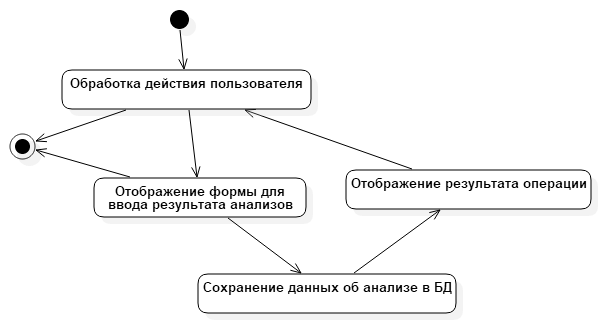 Обработка действия пользователя
Отображение формы для
ввода результата анализов
Отображение результата операции
Сохранение данных об анализе в БД